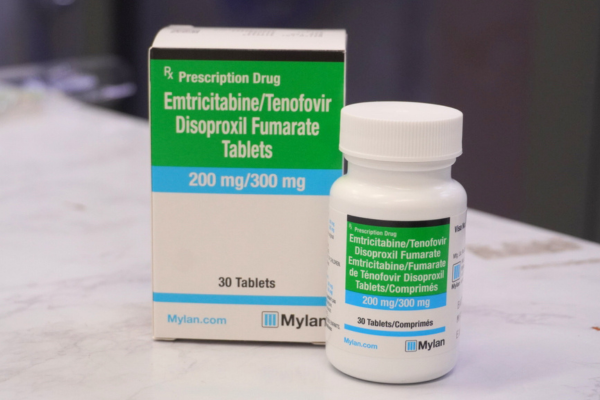 Rx Prescription Drug
Emtricitabine/Tenofovir
Disoproxil Fumarate
Tablets
200 mg/300 mg
30 Tablets
Mylan.com
Mylan
Rx Prescription Drug
Emtricitabine/Tenofovir
Disoproxil Fumarate
Emtricitabine/Fumarate
de Ténofovir Disoproxil
Tablets/Comprimés
200 mg/300 mg
30 Tablets/Comprimés
Mylan.com
Mylan